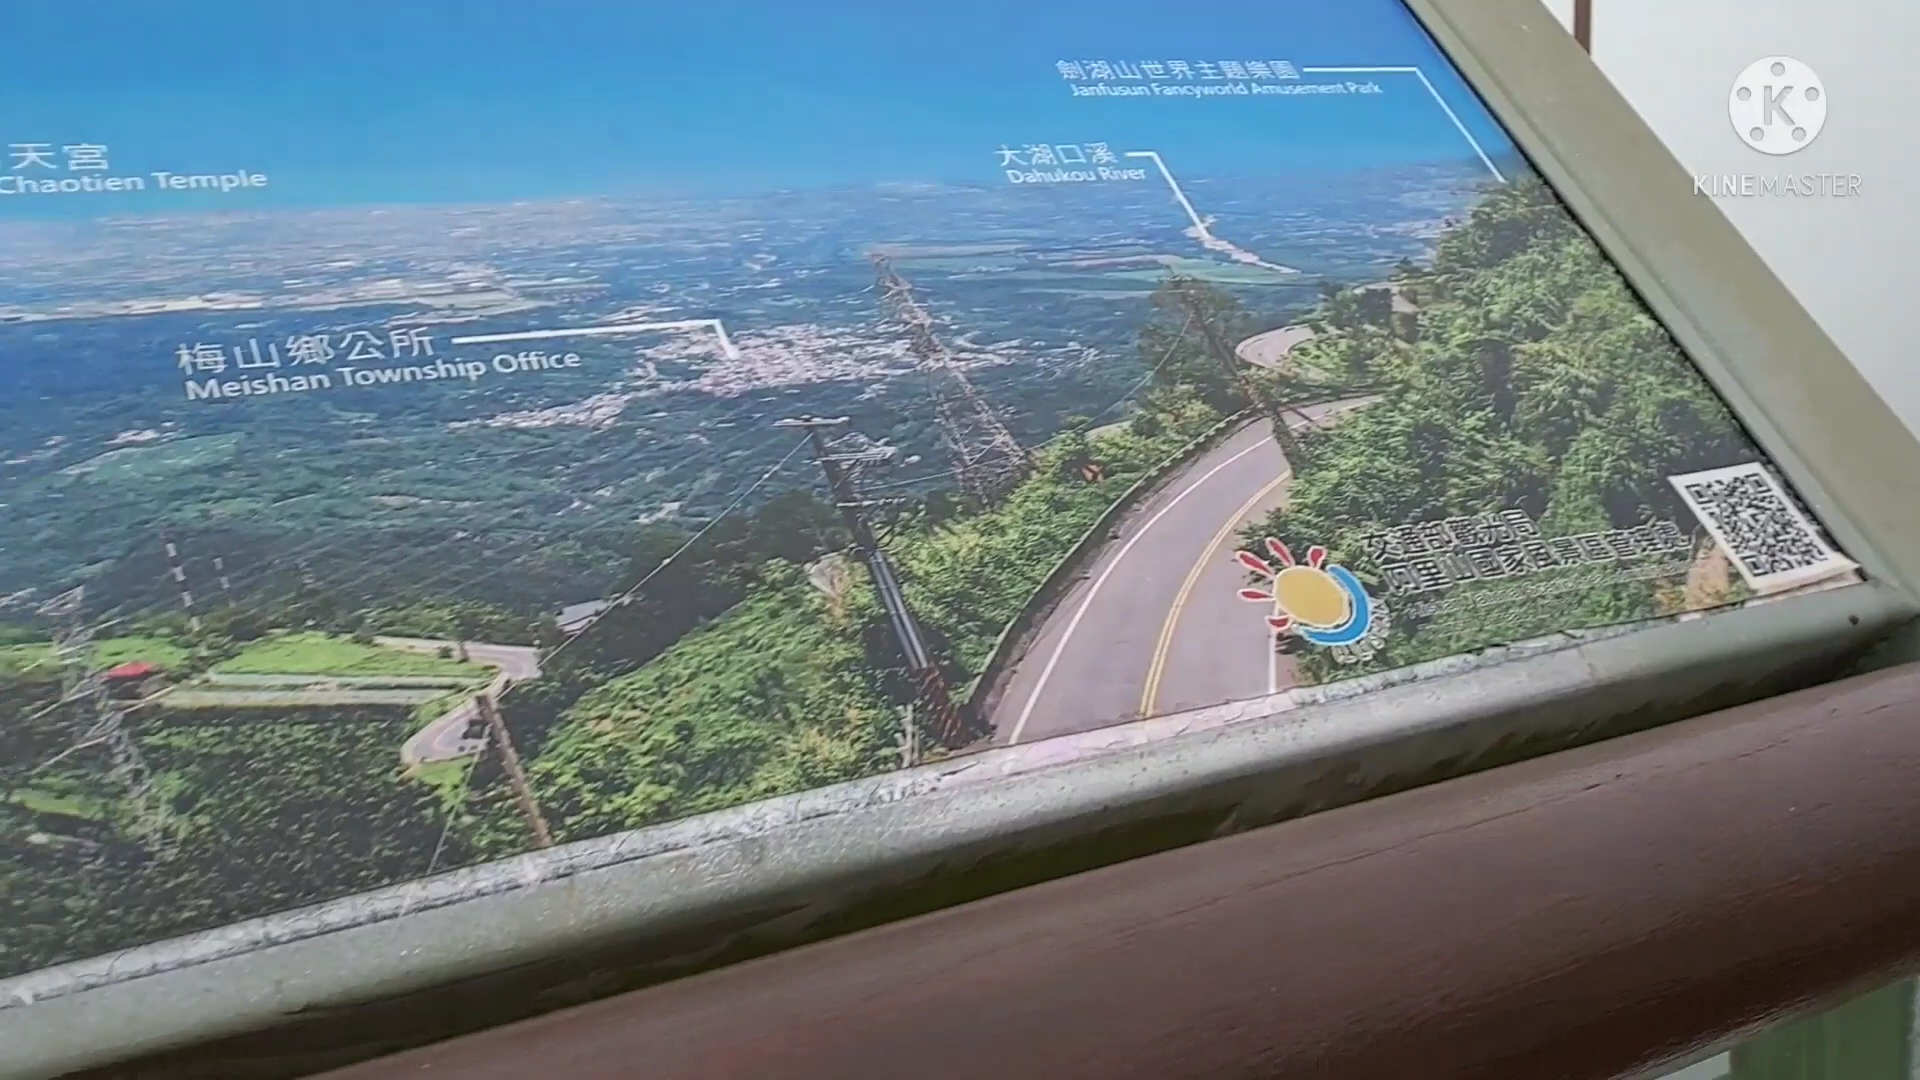 劍湖山世界主題樂園
Janfusun Fancyworld Amusement Park
大湖口溪
Dahukou River
天宮
Chaotien Temple
梅山鄉公所
Meishan Township Office
交通部觀光局
阿里山國家風景區管理處
K
KINEMASTER